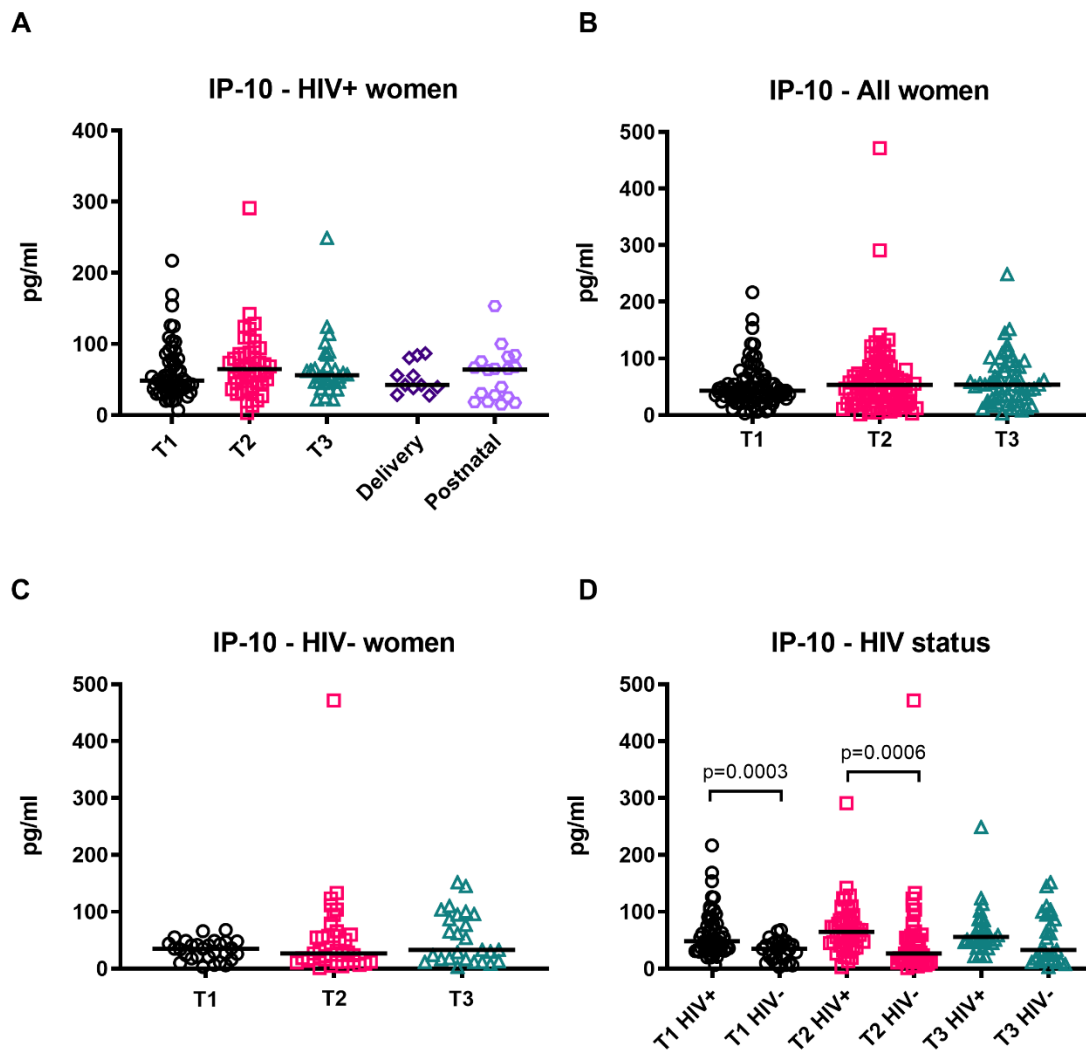 A
IP-10 - HIV+ women
400
300
200
100
0
pg/ml
T1
T2
T3
Delivery
Postnatal
B
IP-10 - All women
500
400
300
200
100
0
pg/ml
T1
T2
T3
C
IP-10 - HIV- women
500
400
300
200
100
0
pg/ml
T1
T2
T3
D
IP-10 - HIV status
500
400
300
200
100
0
pg/ml
p=0.0003
p=0.0006
T1 HIV+
T1 HIV-
T2 HIV+
T2 HIV-
T3 HIV+
T3 HIV-